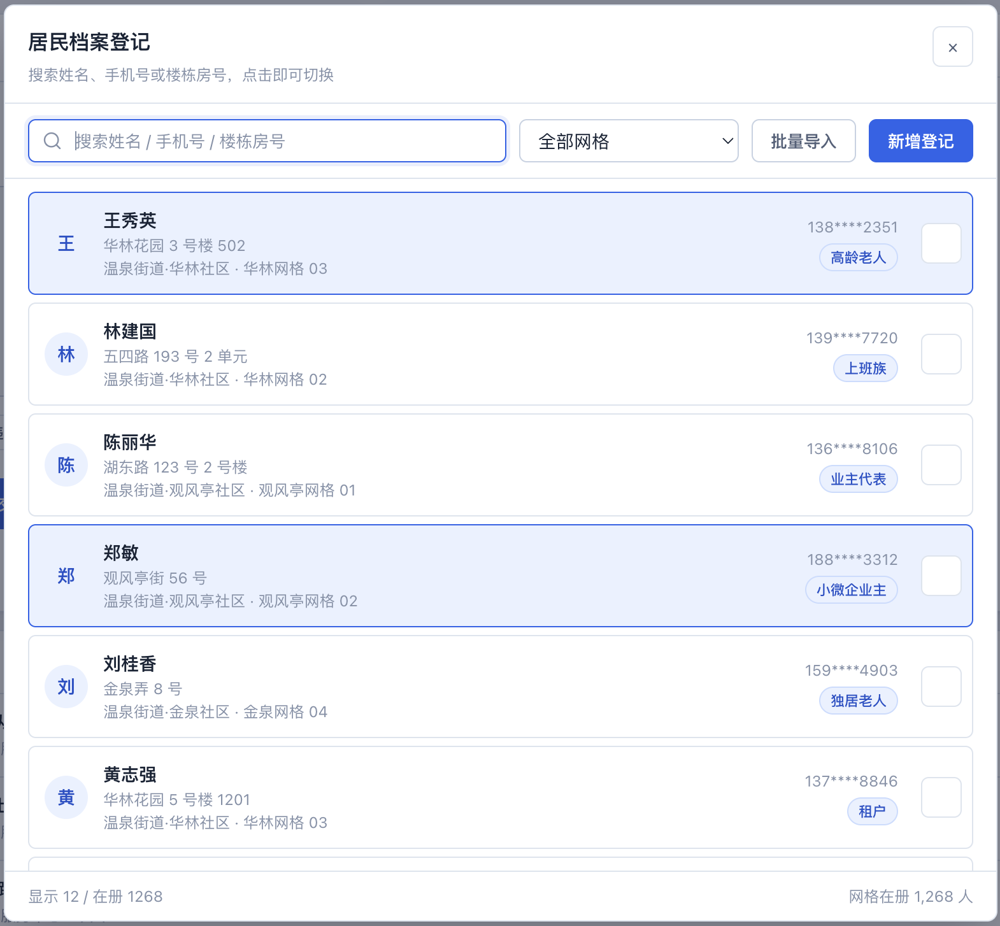 居民档案登记
×
搜索姓名、手机号或楼栋房号，点击即可切换
搜索姓名 / 手机号 / 楼栋房号
全部网格
批量导入
新增登记
王
王秀英
华林花园 3 号楼 502
温泉街道·华林社区 · 华林网格 03
138****2351
高龄老人
林
林建国
五四路 193 号 2 单元
温泉街道·华林社区 · 华林网格 02
139****7720
上班族
陈
陈丽华
湖东路 123 号 2 号楼
温泉街道·观风亭社区 · 观风亭网格 01
136****8106
业主代表
郑
郑敏
观风亭街 56 号
温泉街道·观风亭社区 · 观风亭网格 02
188****3312
小微企业主
刘
刘桂香
金泉弄 8 号
温泉街道·金泉社区 · 金泉网格 04
159****4903
独居老人
黄
黄志强
华林花园 5 号楼 1201
温泉街道·华林社区 · 华林网格 03
137****8846
租户
显示 12 / 在册 1268
网格在册 1,268 人